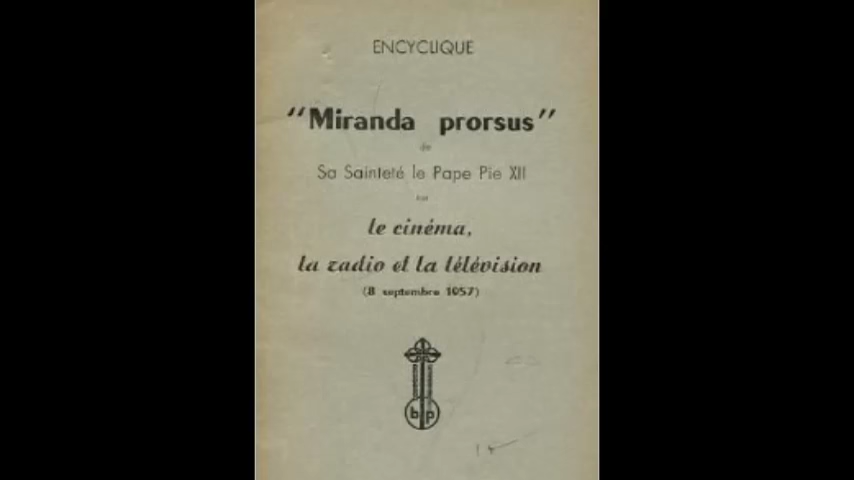 ENCYCLIQUE
"Miranda prorsus"
de
Sa Sainteté le Pape Pie XII
sur
le cinéma,
la radio et la télévision
(8 septembre 1957)
b p